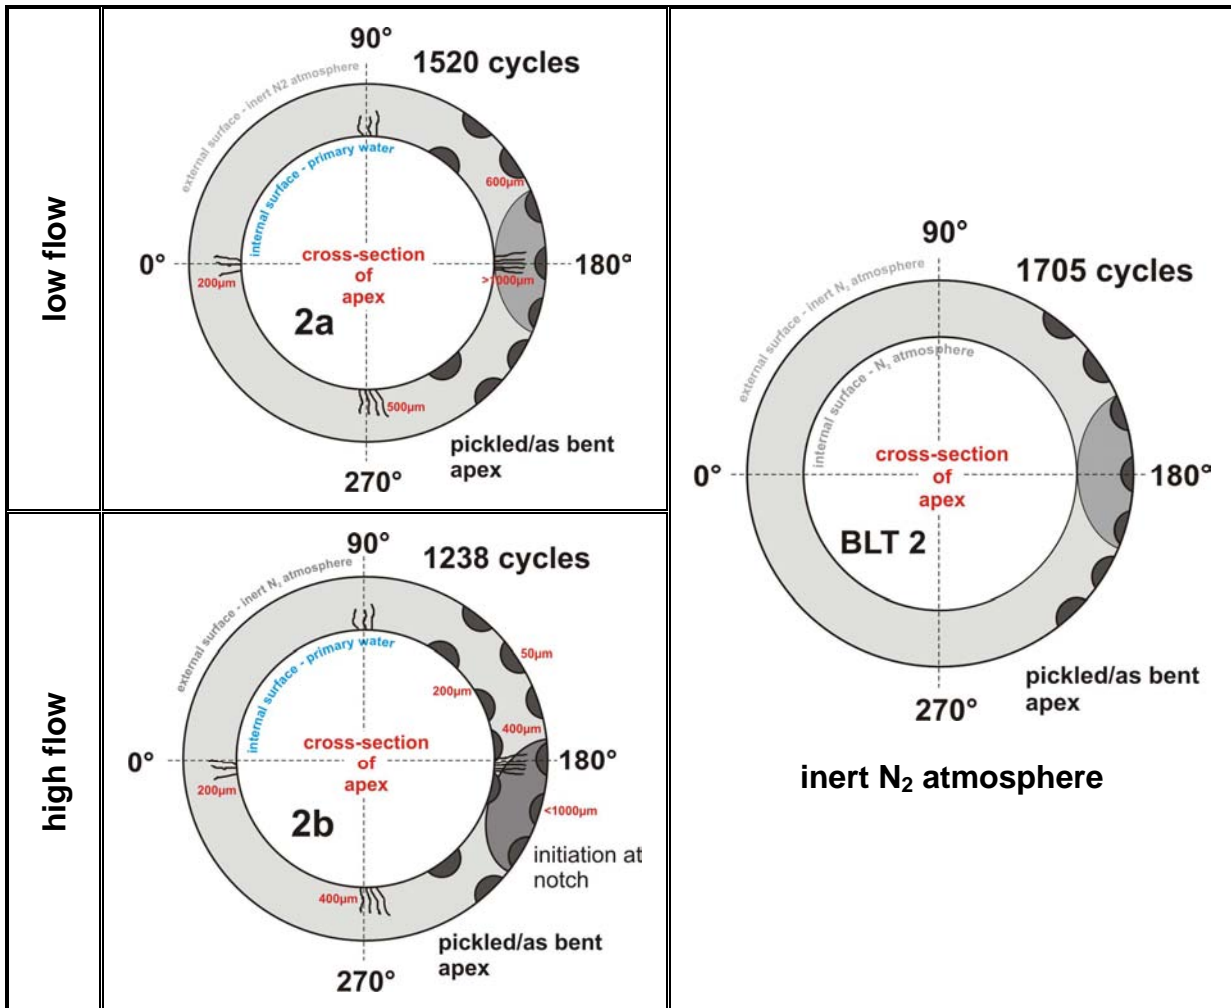 low flow
90°
1520 cycles
external surface - inert N2 atmosphere
internal surface - primary water
600µm
0°
cross-section
of
apex
180°
200µm
>1000µm
2a
500µm
pickled/as bent
apex
270°
high flow
90°
1238 cycles
external surface - inert N₂ atmosphere
internal surface - primary water
50µm
200µm
400µm
0°
cross-section
of
apex
180°
200µm
<1000µm
2b
initiation at
notch
400µm
pickled/as bent
apex
270°
90°
1705 cycles
external surface - inert N₂ atmosphere
internal surface - N₂ atmosphere
cross-section
of
apex
0°
180°
BLT 2
pickled/as bent
apex
270°
inert N₂ atmosphere